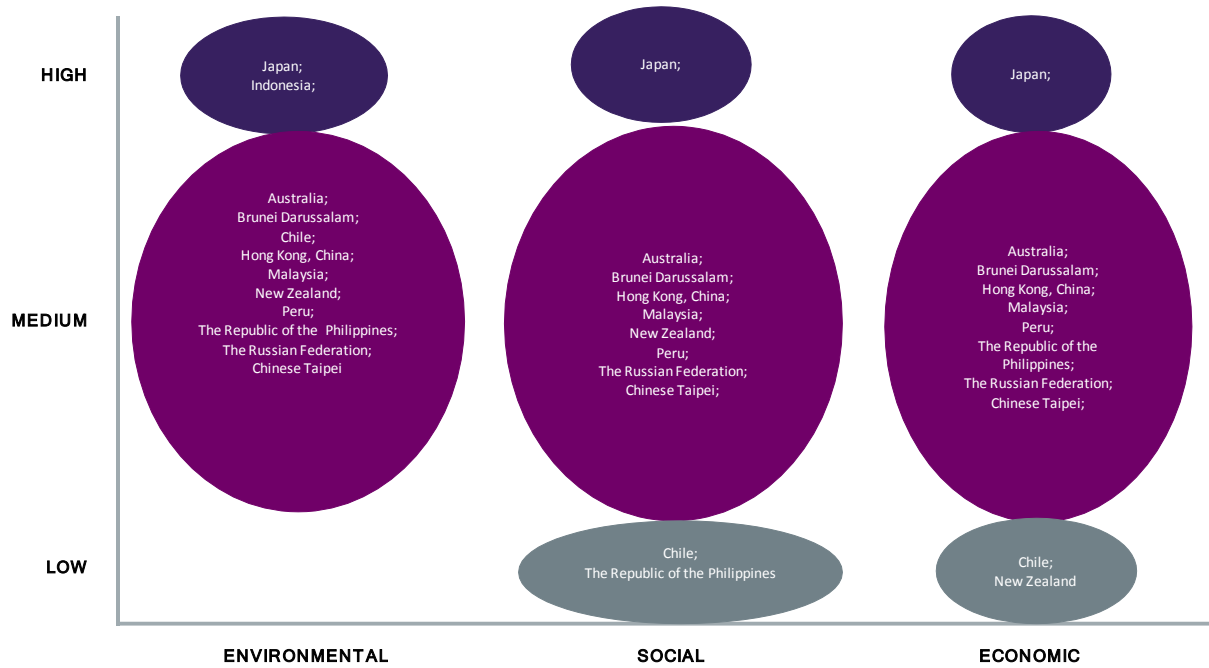 HIGH
Japan;
Indonesia;
Japan;
Japan;
MEDIUM
Australia;
Brunei Darussalam;
Chile;
Hong Kong, China;
Malaysia;
New Zealand;
Peru;
The Republic of the Philippines;
The Russian Federation;
Chinese Taipei
Australia;
Brunei Darussalam;
Hong Kong, China;
Malaysia;
New Zealand;
Peru;
The Russian Federation;
Chinese Taipei;
Australia;
Brunei Darussalam;
Hong Kong, China;
Malaysia;
Peru;
The Republic of the
Philippines;
The Russian Federation;
Chinese Taipei;
LOW
Chile;
The Republic of the Philippines
Chile;
New Zealand
ENVIRONMENTAL
SOCIAL
ECONOMIC